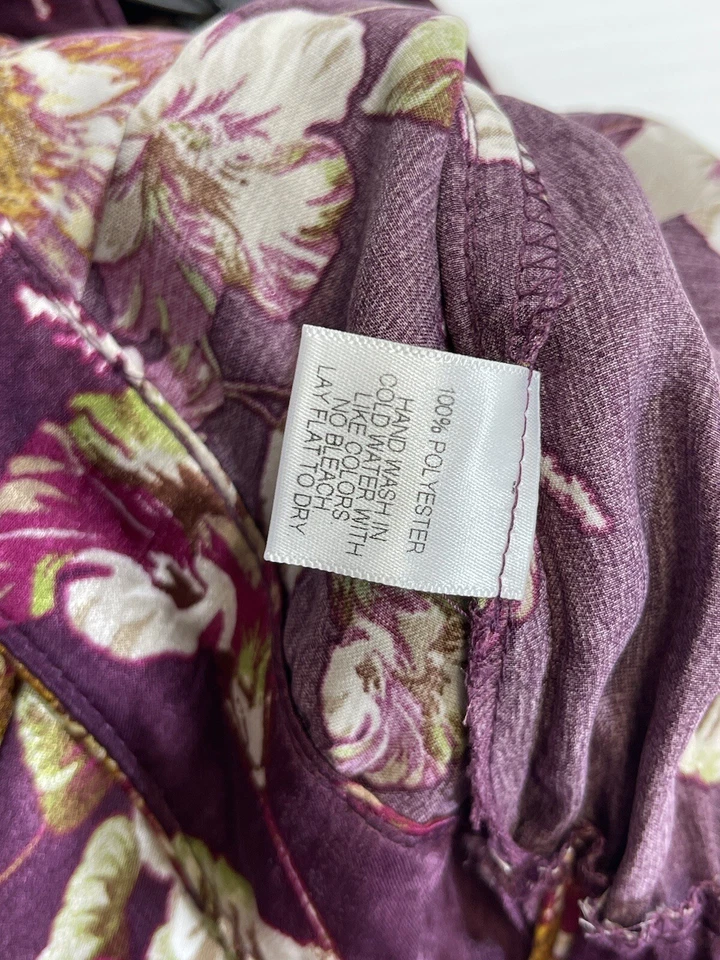 100% POLYESTER
HAND WASH IN
COLD WATER WITH
LIKE COLORS
NO BLEACH
LAY FLAT TO DRY